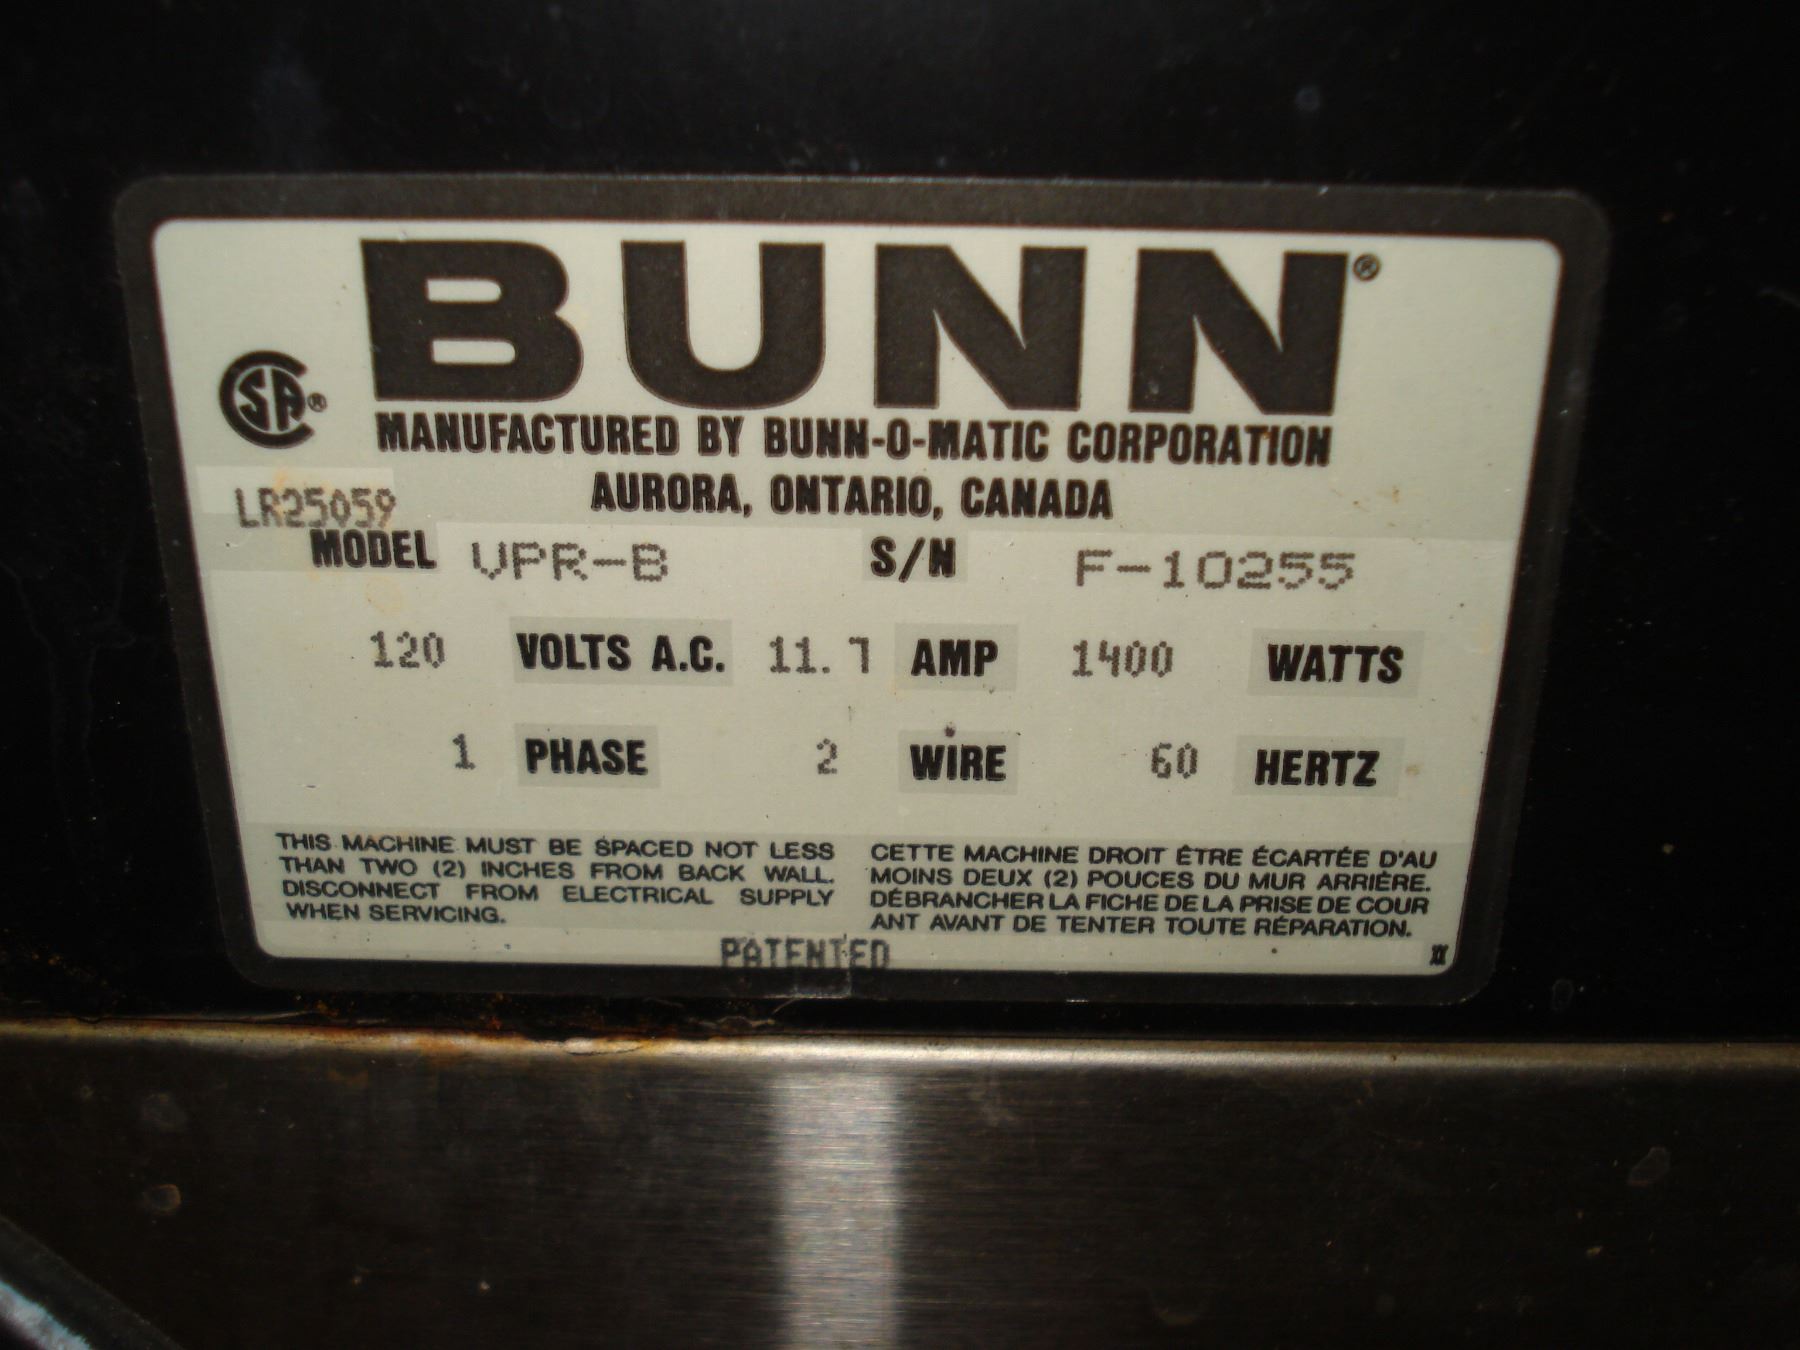 BUNN®
SA®
MANUFACTURED BY BUNN-O-MATIC CORPORATION
AURORA, ONTARIO, CANADA
LR25059
MODEL VPR-B S/N F-10255
120 VOLTS A.C. 11.7 AMP 1400 WATTS
1 PHASE 2 WIRE 60 HERTZ
THIS MACHINE MUST BE SPACED NOT LESS
THAN TWO (2) INCHES FROM BACK WALL.
DISCONNECT FROM ELECTRICAL SUPPLY
WHEN SERVICING.
CETTE MACHINE DROIT ÊTRE ÉCARTÉE D'AU
MOINS DEUX (2) POUCES DU MUR ARRIÈRE.
DÉBRANCHER LA FICHE DE LA PRISE DE COUR
ANT AVANT DE TENTER TOUTE RÉPARATION.
PATENTED